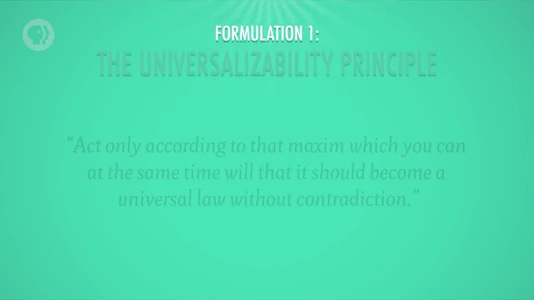 FORMULATION 1:
THE UNIVERSALIZABILITY PRINCIPLE
“Act only according to that maxim which you can
at the same time will that it should become a
universal law without contradiction.”